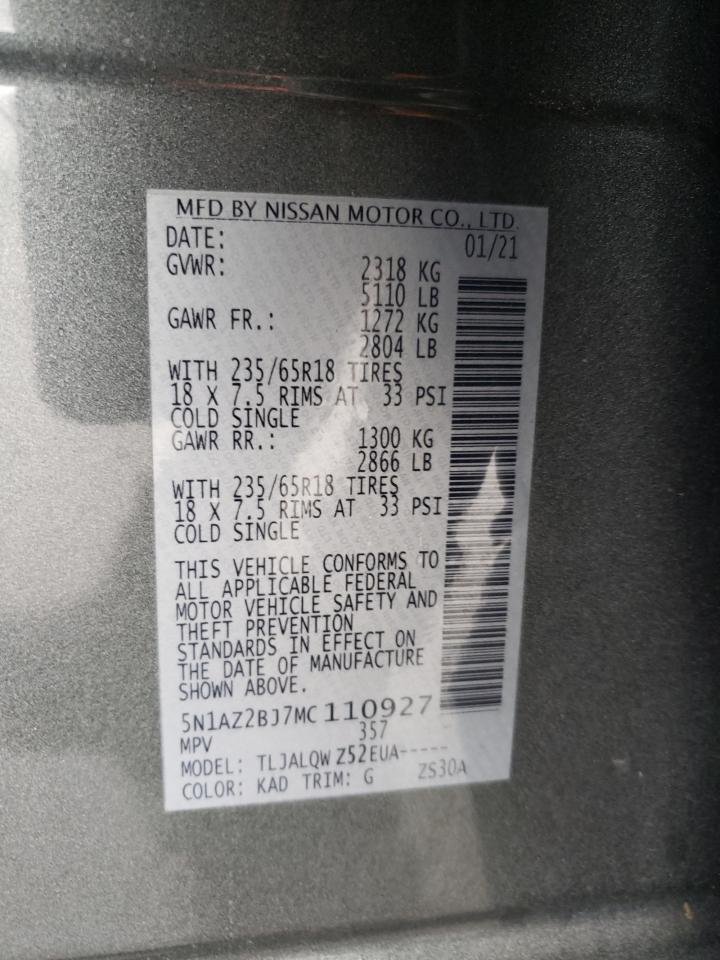 MFD BY NISSAN MOTOR CO., LTD.
DATE: 01/21
GVWR: 2318 KG
5110 LB
GAWR FR.: 1272 KG
2804 LB
WITH 235/65R18 TIRES
18 X 7.5 RIMS AT 33 PSI
COLD SINGLE
GAWR RR.: 1300 KG
2866 LB
WITH 235/65R18 TIRES
18 X 7.5 RIMS AT 33 PSI
COLD SINGLE
THIS VEHICLE CONFORMS TO
ALL APPLICABLE FEDERAL
MOTOR VEHICLE SAFETY AND
THEFT PREVENTION
STANDARDS IN EFFECT ON
THE DATE OF MANUFACTURE
SHOWN ABOVE.
5N1AZ2BJ7MC110927
MPV 357
MODEL: TLJALQW Z52EUA-----
COLOR: KAD TRIM: G ZS30A